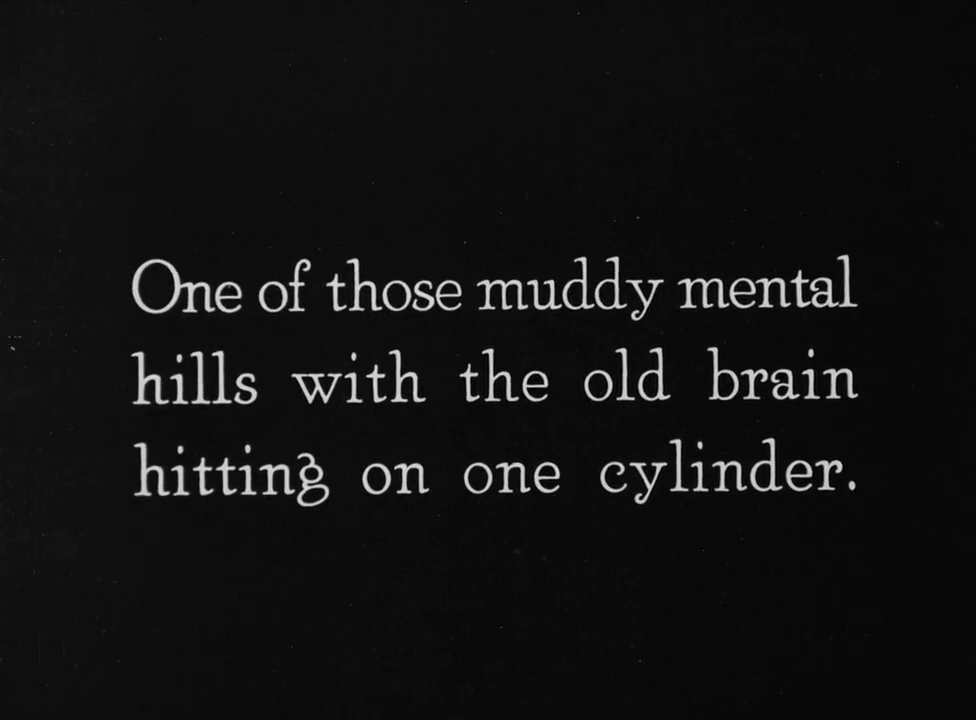 One of those muddy mental
hills with the old brain
hitting on one cylinder.